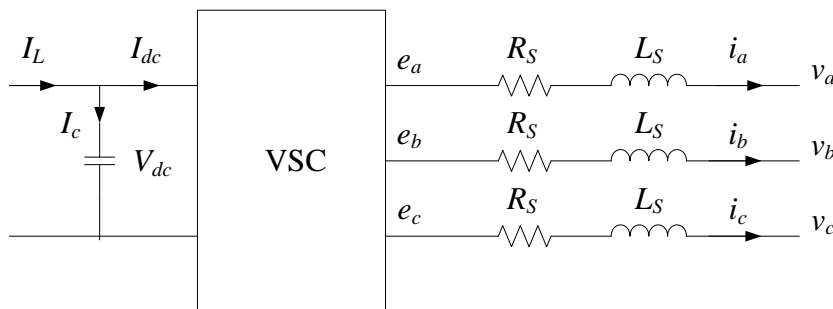 I_L I_dc e_a R_S L_S i_a v_a
I_c V_dc VSC e_b R_S L_S i_b v_b
e_c R_S L_S i_c v_c